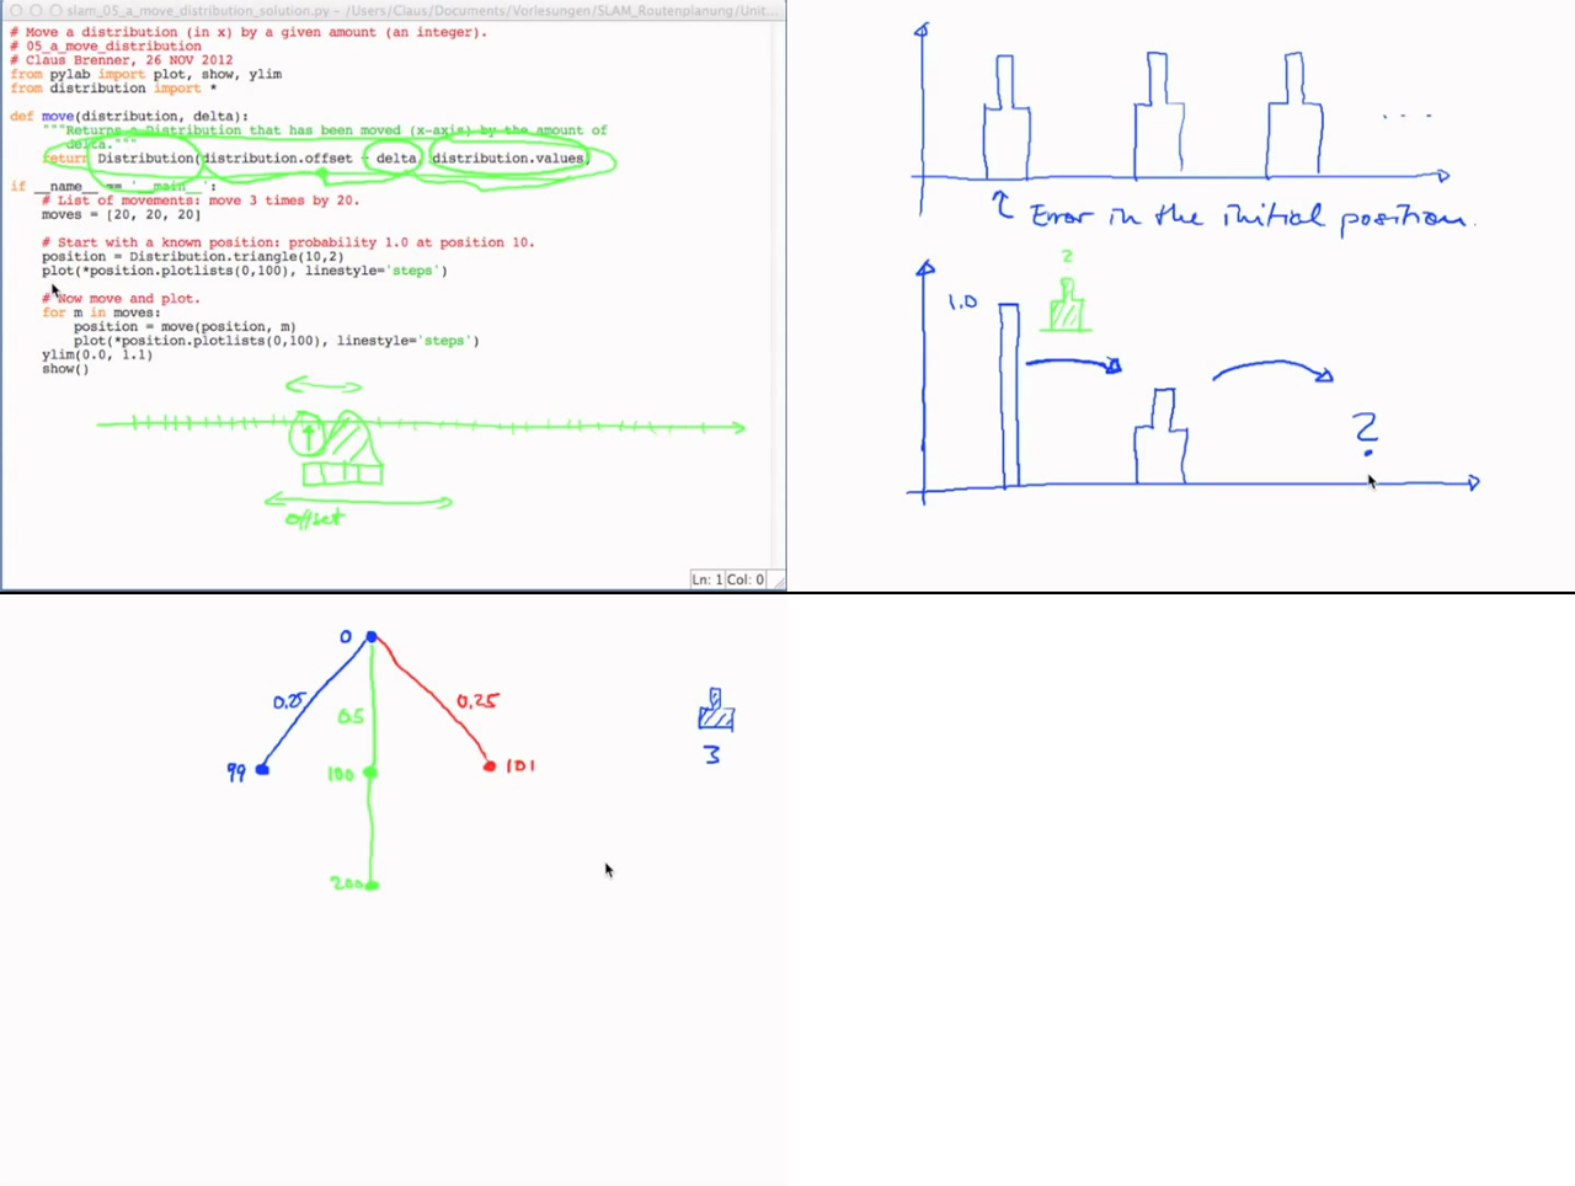 slam_05_a_move_distribution_solution.py – /Users/Claus/Documents/Vorlesungen/SLAM_Routenplanung/Unit...
# Move a distribution (in x) by a given amount (an integer).
# 05_a_move_distribution
# Claus Brenner, 26 NOV 2012
from pylab import plot, show, ylim
from distribution import *
def move(distribution, delta):
"""Returns a Distribution that has been moved (x-axis) by the amount of
delta."""
return Distribution(distribution.offset + delta, distribution.values)
if __name__ == '__main__':
# List of movements: move 3 times by 20.
moves = [20, 20, 20]
# Start with a known position: probability 1.0 at position 10.
position = Distribution.triangle(10,2)
plot(*position.plotlists(0,100), linestyle='steps')
# Now move and plot.
for m in moves:
position = move(position, m)
plot(*position.plotlists(0,100), linestyle='steps')
ylim(0.0, 1.1)
show()
offset
Ln: 1 Col: 0
. . . .
Error in the initial position.
?
1.0
?
0
0.25
0.5
0.25
99
100
101
200
3